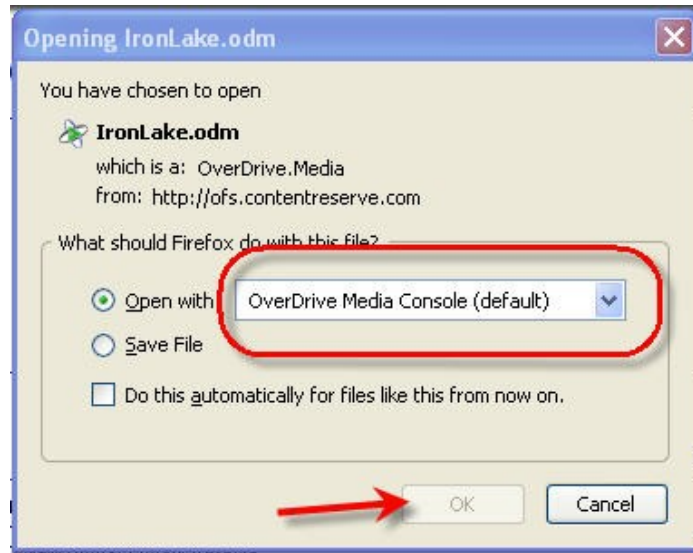 Opening IronLake.odm
You have chosen to open
IronLake.odm
which is a: OverDrive.Media
from: http://ofs.contentreserve.com
What should Firefox do with this file?
Open with OverDrive Media Console (default)
Save File
Do this automatically for files like this from now on.
OK Cancel